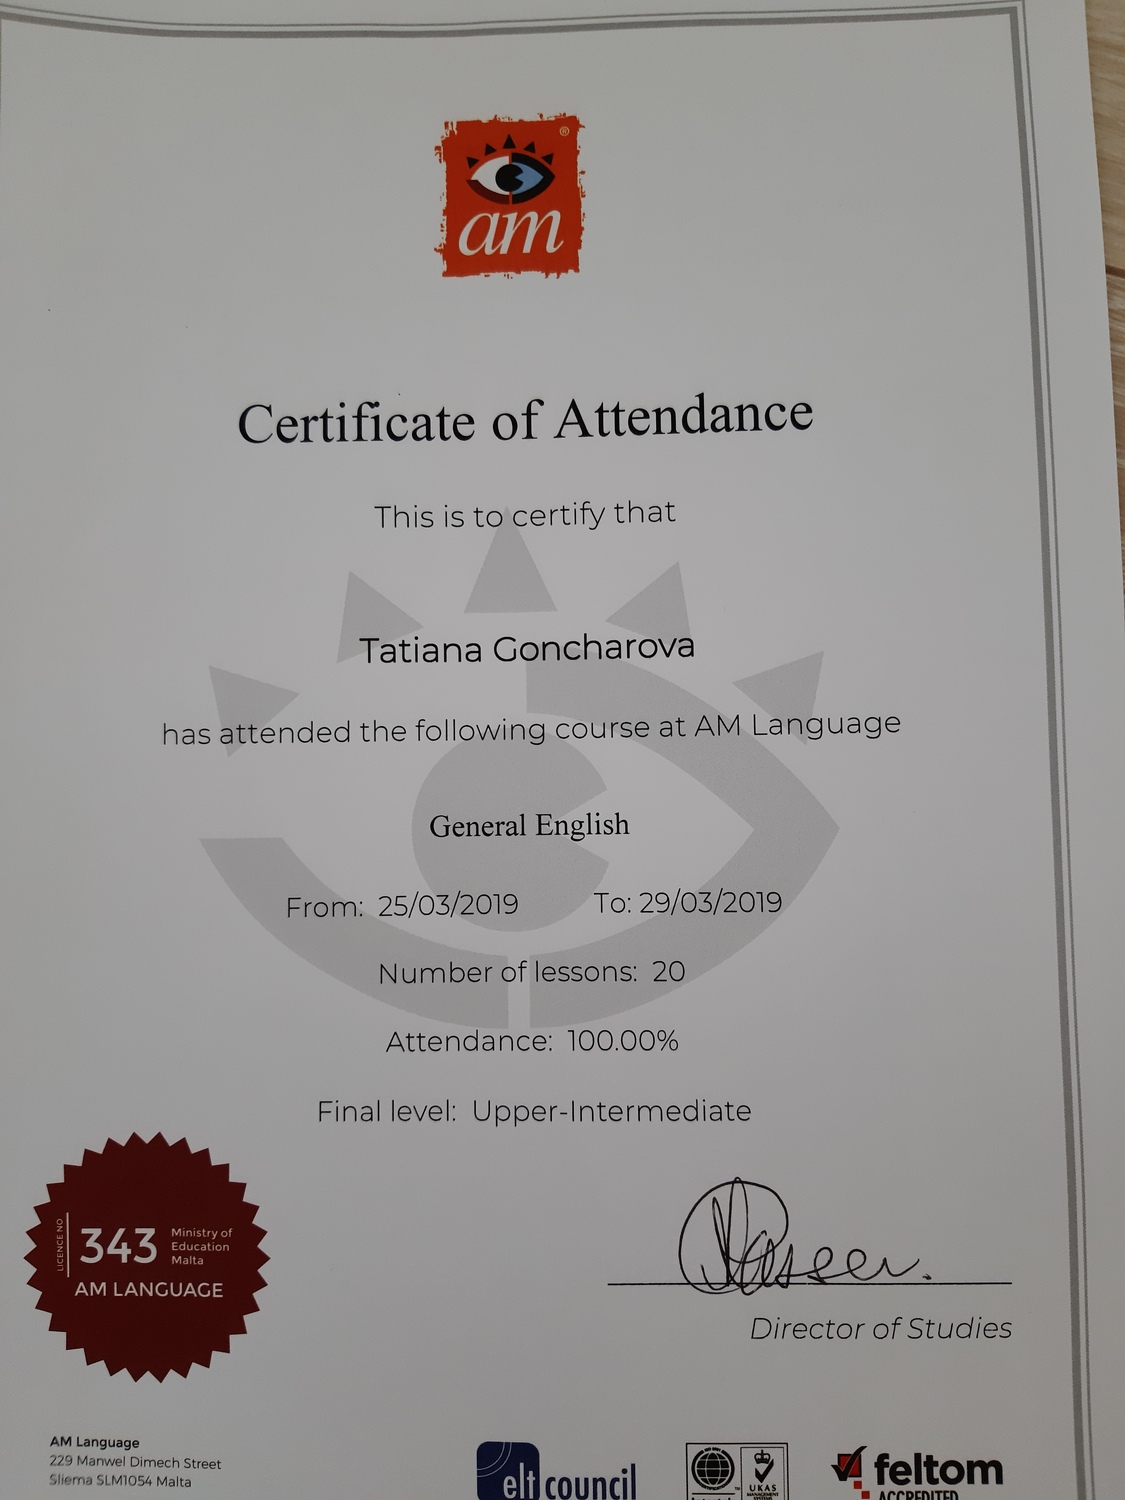 ®
am
Certificate of Attendance
This is to certify that
Tatiana Goncharova
has attended the following course at AM Language
General English
From: 25/03/2019 To: 29/03/2019
Number of lessons: 20
Attendance: 100.00%
Final level: Upper-Intermediate
LICENCE NO
343
Ministry of
Education
Malta
AM LANGUAGE
Director of Studies
AM Language
229 Manwel Dimech Street
Sliema SLM1054 Malta
elt council
UKAS
MANAGEMENT
SYSTEMS
feltom
ACCREDITED